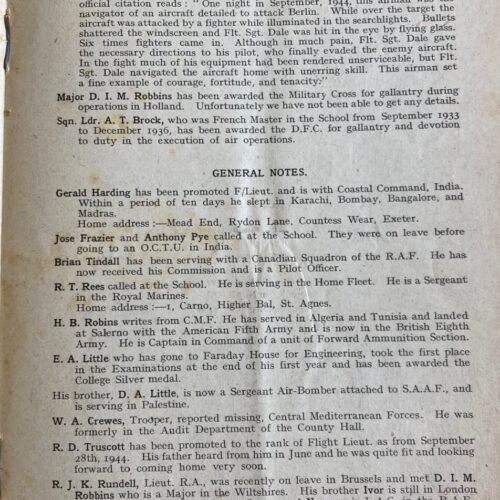 official citation reads : " One night in September, 1944, this airman was
navigator of an aircraft detailed to attack Berlin. While over the target the
aircraft was attacked by a fighter while illuminated in the searchlights. Bullets
shattered the windscreen and Flt. Sgt. Dale was hit in the eye by flying glass.
Six times fighters came in. Although in much pain, Flt. Sgt. Dale gave
the necessary directions to his pilot, who finally evaded the enemy aircraft.
In the fight much of his equipment had been rendered unserviceable, but Flt.
Sgt. Dale navigated the aircraft home with unerring skill. This airman set
a fine example of courage, fortitude, and tenacity."
Major D. I. M. Robbins has been awarded the Military Cross for gallantry during
operations in Holland. Unfortunately we have not been able to get any details.
Sqn. Ldr. A. T. Brock, who was French Master in the School from September 1933
to December 1936, has been awarded the D.F.C. for gallantry and devotion
to duty in the execution of air operations.
GENERAL NOTES.
Gerald Harding has been promoted F/Lieut. and is with Coastal Command, India.
Within a period of ten days he slept in Karachi, Bombay, Bangalore, and
Madras.
Home address :—Mead End, Rydon Lane, Countess Wear, Exeter.
Jose Frazier and Anthony Pye called at the School. They were on leave before
going to an O.C.T.U. in India.
Brian Tindall has been serving with a Canadian Squadron of the R.A.F. He has
now received his Commission and is a Pilot Officer.
R. T. Rees called at the School. He is serving in the Home Fleet. He is a Sergeant
in the Royal Marines.
Home address :—1, Carno, Higher Bal, St. Agnes.
H. B. Robins writes from C.M.F. He has served in Algeria and Tunisia and landed
at Salerno with the American Fifth Army and is now in the British Eighth
Army. He is Captain in Command of a unit of Forward Ammunition Section.
E. A. Little who has gone to Faraday House for Engineering, took the first place
in the Examinations at the end of his first year and has been awarded the
College Silver medal.
His brother, D. A. Little, is now a Sergeant Air-Bomber attached to S.A.A.F., and
is serving in Palestine.
W. A. Crewes, Trooper, reported missing, Central Mediterranean Forces. He was
formerly in the Audit Department of the County Hall.
R. D. Truscott has been promoted to the rank of Flight Lieut. as from September
28th, 1944. His father heard from him in June and he was quite fit and looking
forward to coming home very soon.
R. J. K. Rundell, Lieut. R.A., was recently on leave in Brussels and met D. I. M.
Robbins who is a Major in the Wiltshires. His brother Ivor is still in London